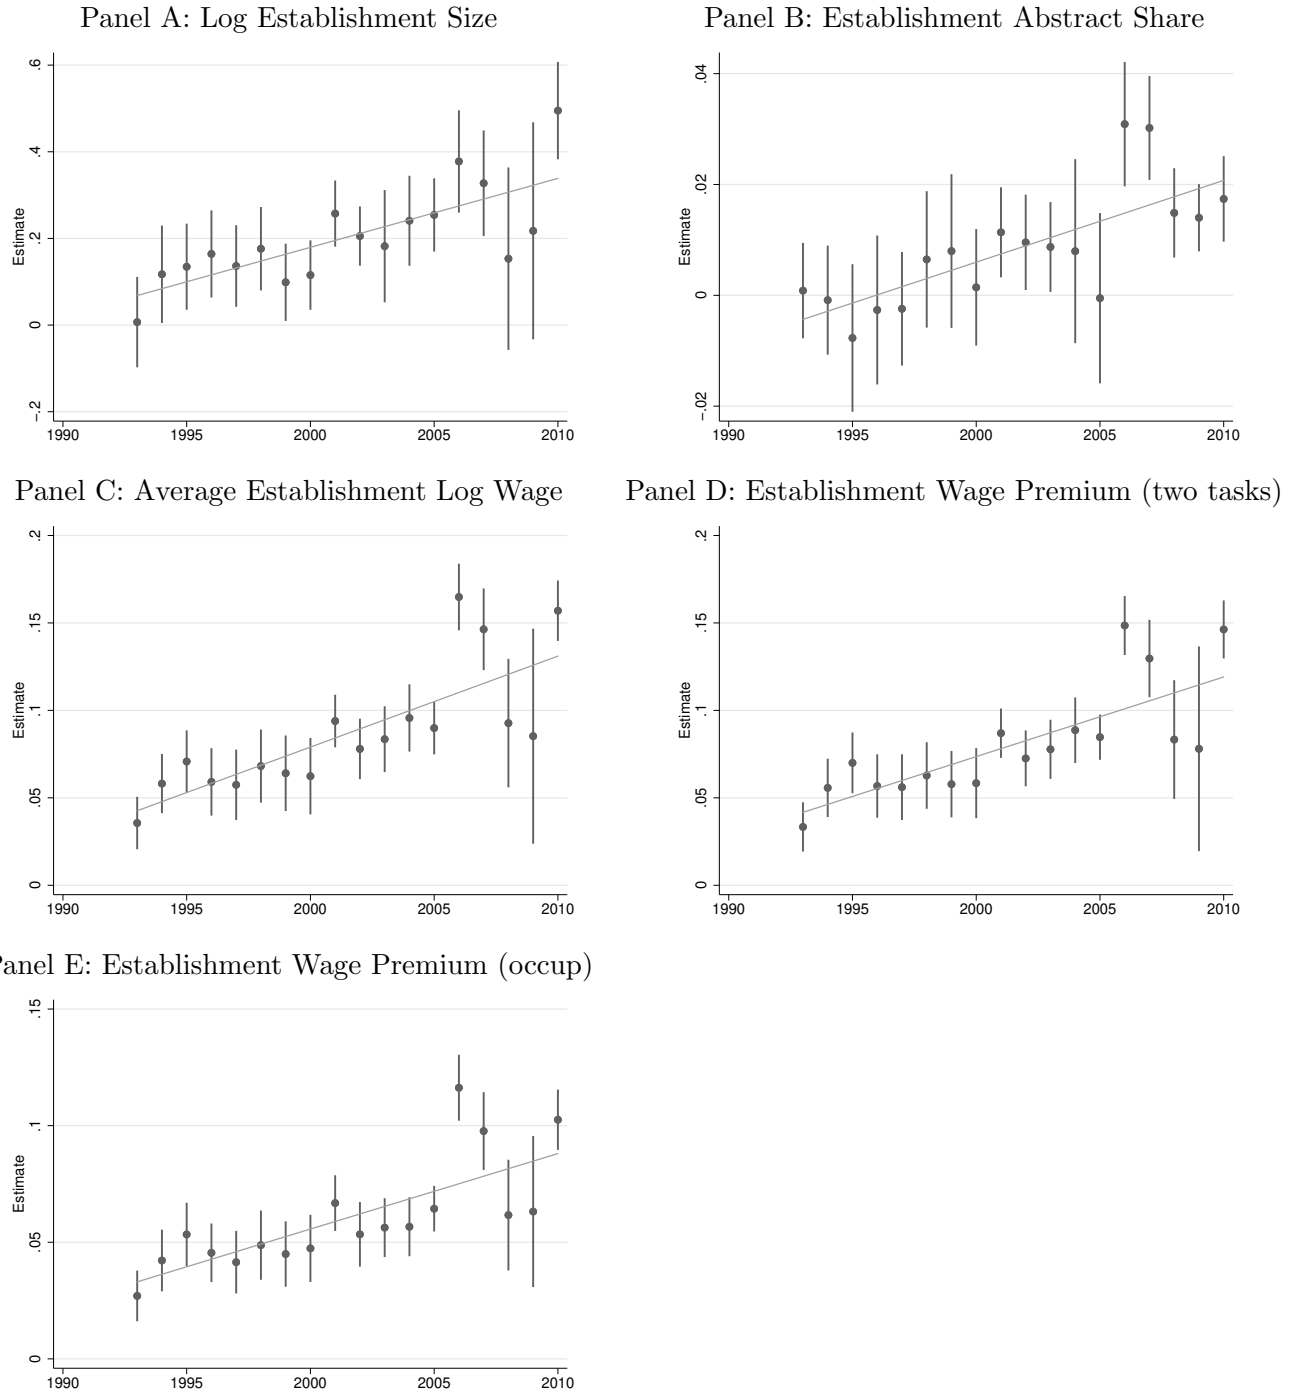 Panel A: Log Establishment Size
Estimate
.6
.4
.2
0
-.2
1990 1995 2000 2005 2010
Panel B: Establishment Abstract Share
Estimate
.04
.02
0
-.02
1990 1995 2000 2005 2010
Panel C: Average Establishment Log Wage
Estimate
.2
.15
.1
.05
0
1990 1995 2000 2005 2010
Panel D: Establishment Wage Premium (two tasks)
Estimate
.2
.15
.1
.05
0
1990 1995 2000 2005 2010
Panel E: Establishment Wage Premium (occup)
Estimate
.15
.1
.05
0
1990 1995 2000 2005 2010